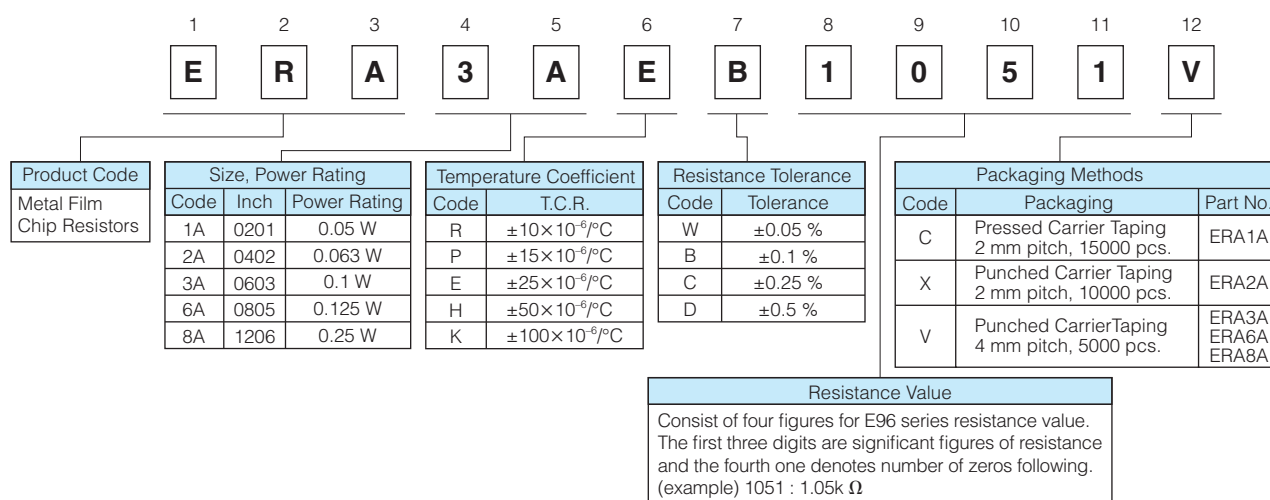 1 2 3 4 5 6 7 8 9 10 11 12
E R A 3 A E B 1 0 5 1 V
Product Code
Metal Film
Chip Resistors
Size, Power Rating
Code Inch Power Rating
1A 0201 0.05 W
2A 0402 0.063 W
3A 0603 0.1 W
6A 0805 0.125 W
8A 1206 0.25 W
Temperature Coefficient
Code T.C.R.
R ±10×10⁻⁶/°C
P ±15×10⁻⁶/°C
E ±25×10⁻⁶/°C
H ±50×10⁻⁶/°C
K ±100×10⁻⁶/°C
Resistance Tolerance
Code Tolerance
W ±0.05 %
B ±0.1 %
C ±0.25 %
D ±0.5 %
Packaging Methods
Code Packaging Part No.
C Pressed Carrier Taping
2 mm pitch, 15000 pcs. ERA1A
X Punched Carrier Taping
2 mm pitch, 10000 pcs. ERA2A
V Punched CarrierTaping
4 mm pitch, 5000 pcs.
ERA3A
ERA6A
ERA8A
Resistance Value
Consist of four figures for E96 series resistance value.
The first three digits are significant figures of resistance
and the fourth one denotes number of zeros following.
(example) 1051 : 1.05k Ω